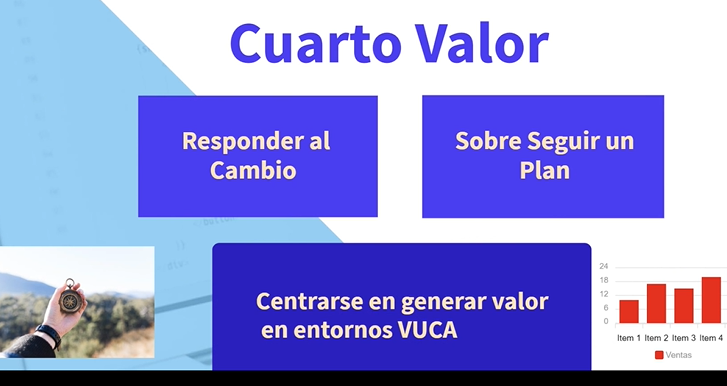 Cuarto Valor
Responder al
Cambio
Sobre Seguir un
Plan
Centrarse en generar valor
en entornos VUCA
24
18
12
6
0
Item 1 Item 2 Item 3 Item 4
Ventas